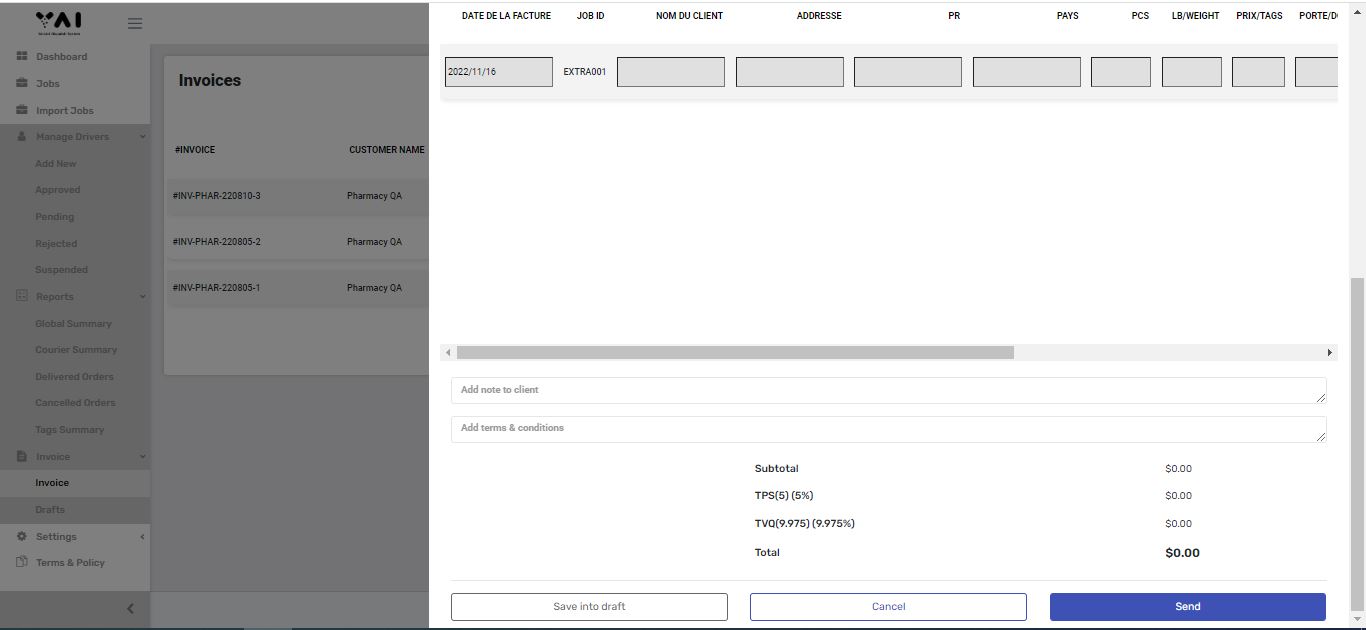 YAI
Dashboard
Jobs
Import Jobs
Manage Drivers
Add New
Approved
Pending
Rejected
Suspended
Reports
Global Summary
Courier Summary
Delivered Orders
Cancelled Orders
Tags Summary
Invoice
Invoice
Drafts
Settings
Terms & Policy
Invoices
#INVOICE CUSTOMER NAME
#INV-PHAR-220810-3 Pharmacy QA
#INV-PHAR-220805-2 Pharmacy QA
#INV-PHAR-220805-1 Pharmacy QA
DATE DE LA FACTURE JOB ID NOM DU CLIENT ADDRESSE PR PAYS PCS LB/WEIGHT PRIX/TAGS
2022/11/16 EXTRA001
Add note to client
Add terms & conditions
Subtotal $0.00
TPS(5) (5%) $0.00
TVQ(9.975) (9.975%) $0.00
Total $0.00
Save into draft Cancel Send